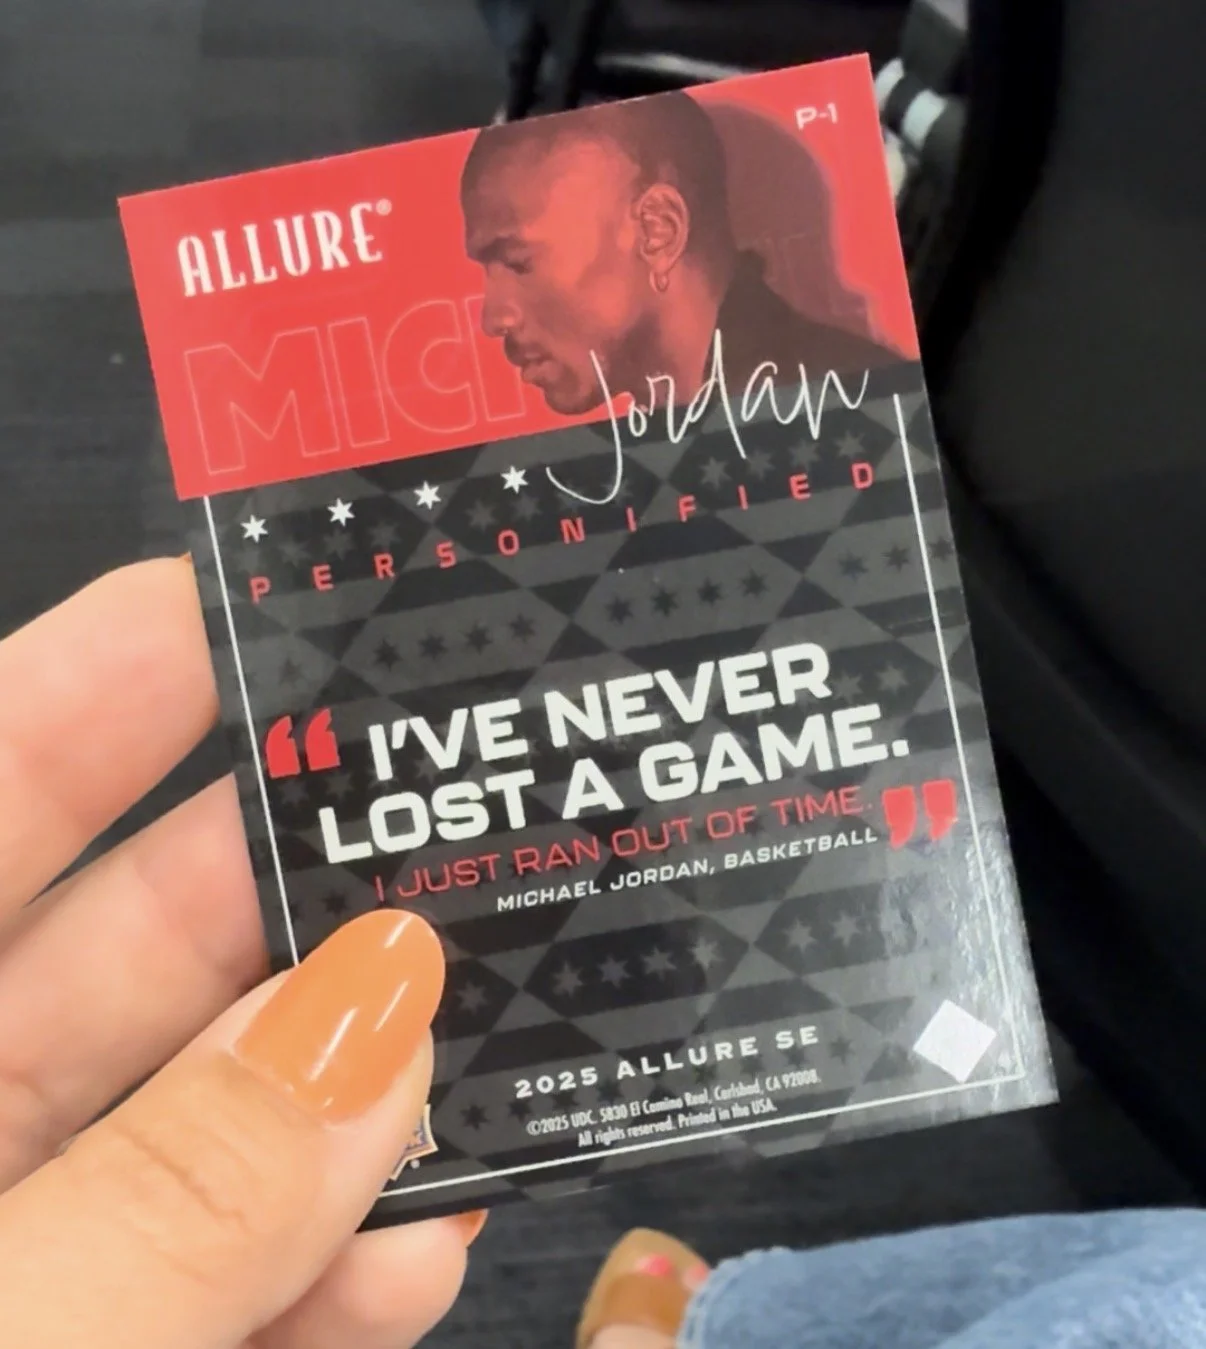 P-1
ALLURE®
MICH
Jordan
PERSONIFIED
“I'VE NEVER
LOST A GAME.
I JUST RAN OUT OF TIME.”
MICHAEL JORDAN, BASKETBALL
2025 ALLURE SE
©2025 UDC. 5830 El Camino Real, Carlsbad, CA 92008.
All rights reserved. Printed in the USA.